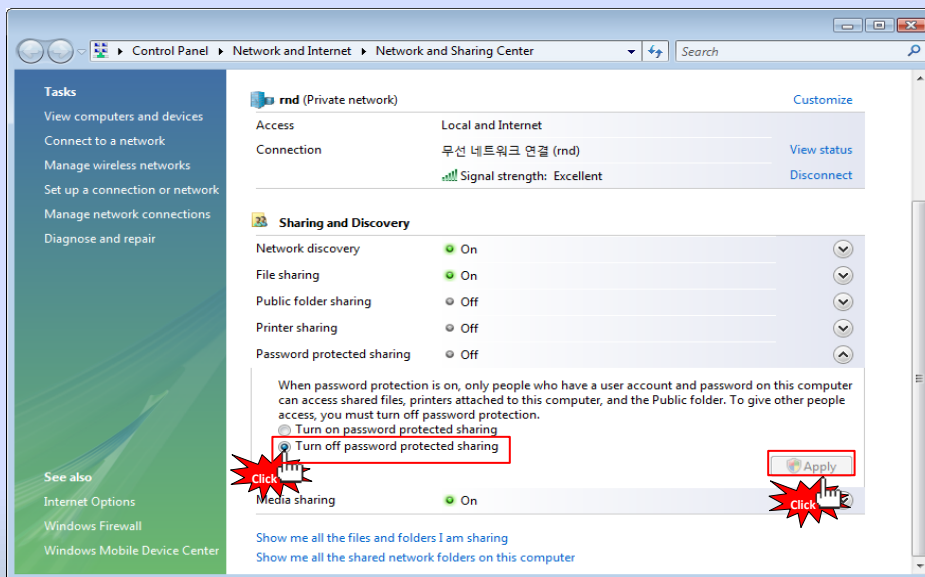 Control Panel ▸ Network and Internet ▸ Network and Sharing Center
Search
Tasks
View computers and devices
Connect to a network
Manage wireless networks
Set up a connection or network
Manage network connections
Diagnose and repair
See also
Internet Options
Windows Firewall
Windows Mobile Device Center
rnd (Private network)
Customize
Access Local and Internet
Connection 무선 네트워크 연결 (rnd) View status
Signal strength: Excellent Disconnect
Sharing and Discovery
Network discovery On
File sharing On
Public folder sharing Off
Printer sharing Off
Password protected sharing Off
When password protection is on, only people who have a user account and password on this computer
can access shared files, printers attached to this computer, and the Public folder. To give other people
access, you must turn off password protection.
Turn on password protected sharing
Turn off password protected sharing
Apply
Click
Click
Media sharing On
Show me all the files and folders I am sharing
Show me all the shared network folders on this computer